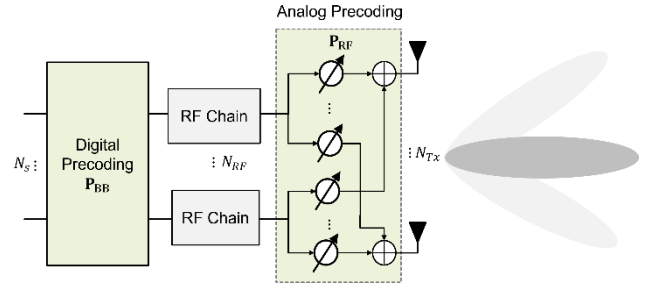 Analog Precoding
P_RF
RF Chain
Digital
Precoding
P_BB
N_s ⋮
⋮ N_RF
⋮ N_Tx
RF Chain